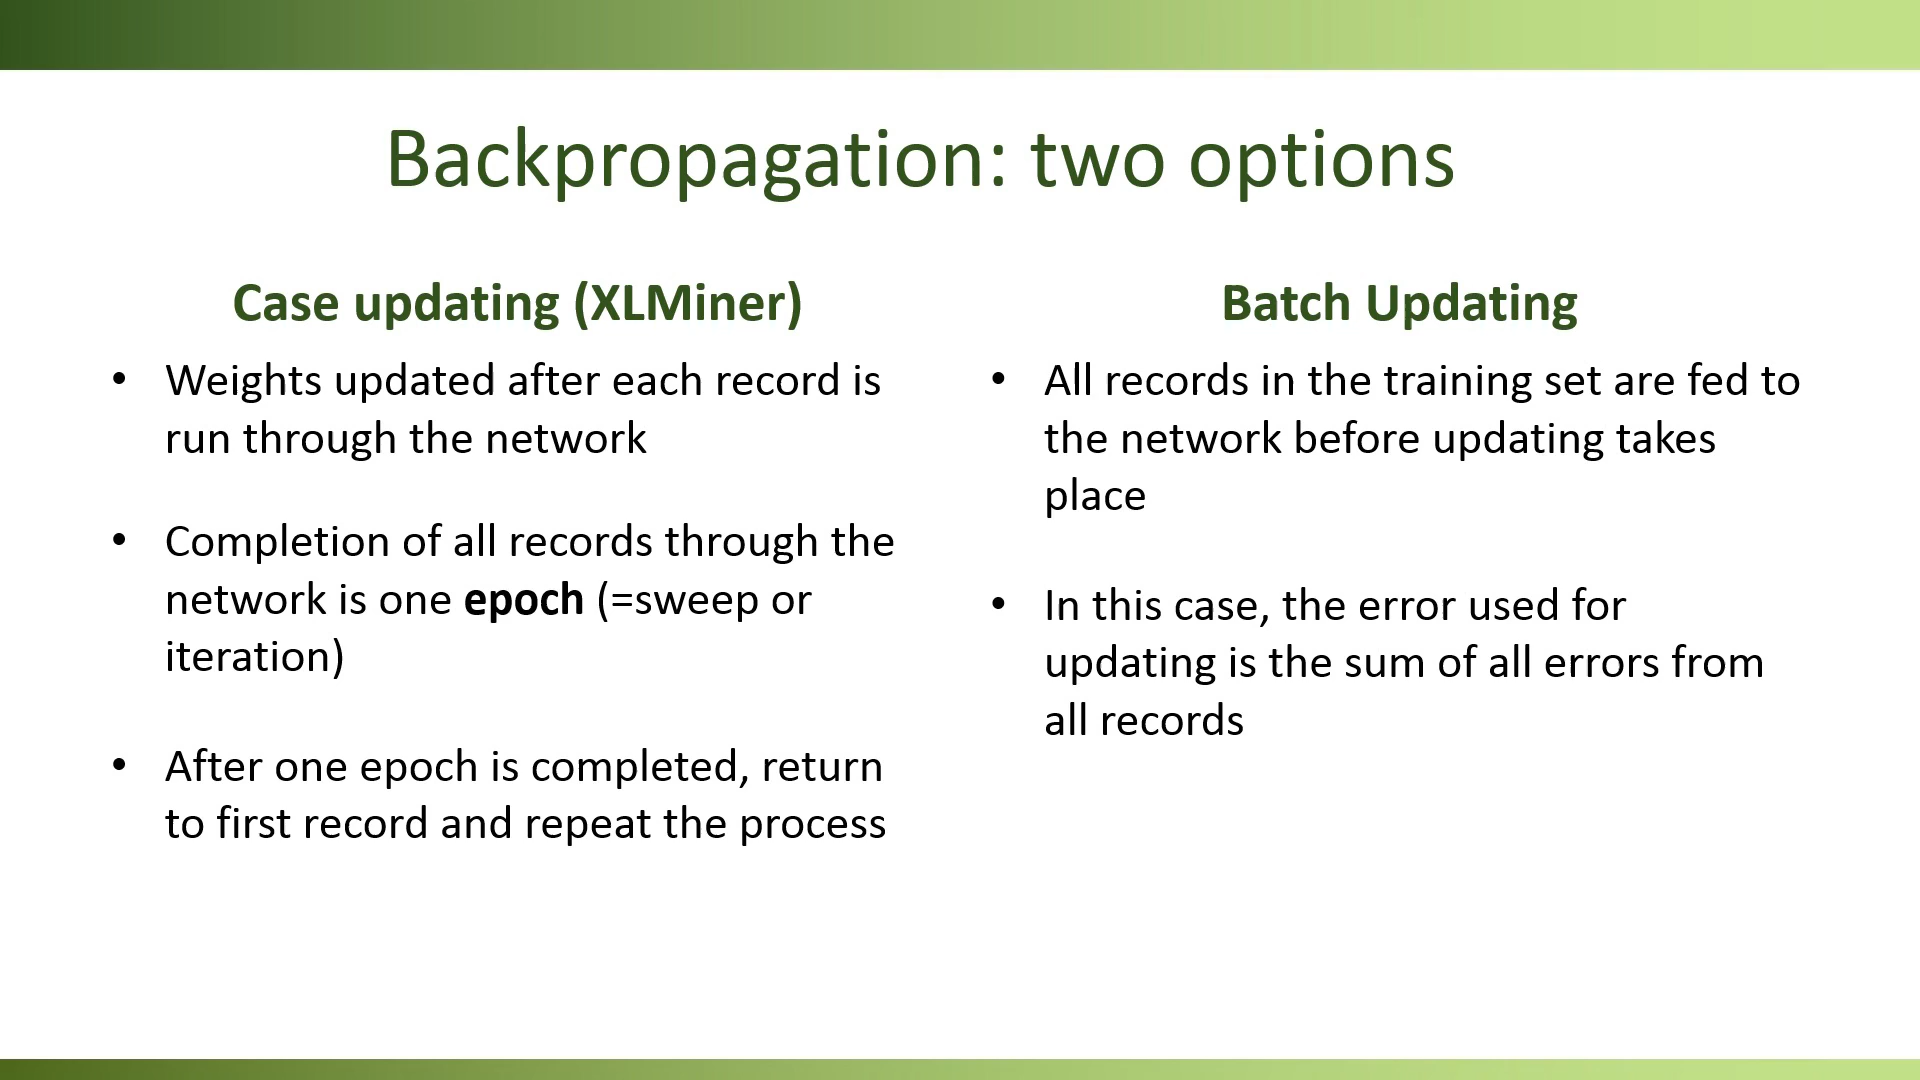 Backpropagation: two options
Case updating (XLMiner)
• Weights updated after each record is
run through the network
• Completion of all records through the
network is one epoch (=sweep or
iteration)
• After one epoch is completed, return
to first record and repeat the process
Batch Updating
• All records in the training set are fed to
the network before updating takes
place
• In this case, the error used for
updating is the sum of all errors from
all records